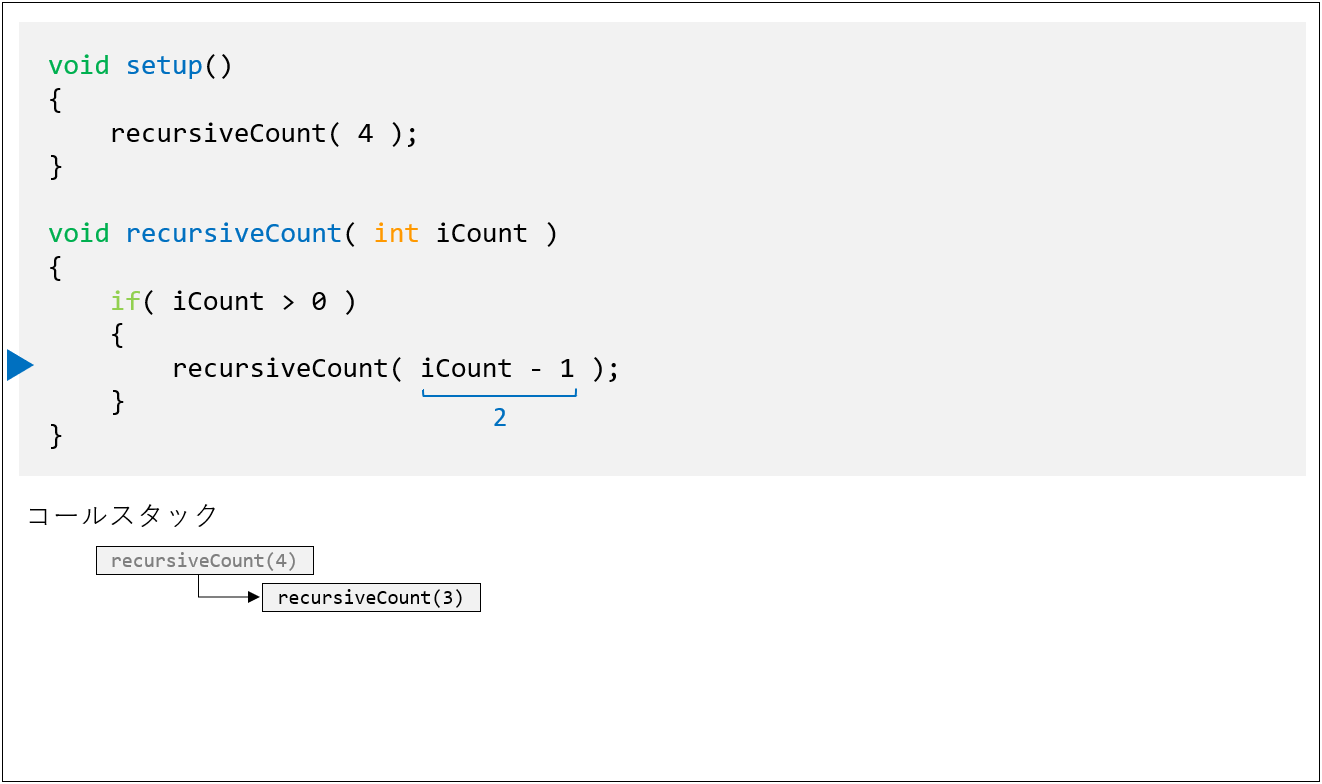 void setup()
{
    recursiveCount( 4 );
}

void recursiveCount( int iCount )
{
    if( iCount > 0 )
    {
        recursiveCount( iCount - 1 );
    }
2
}
コールスタック
recursiveCount(4)
recursiveCount(3)